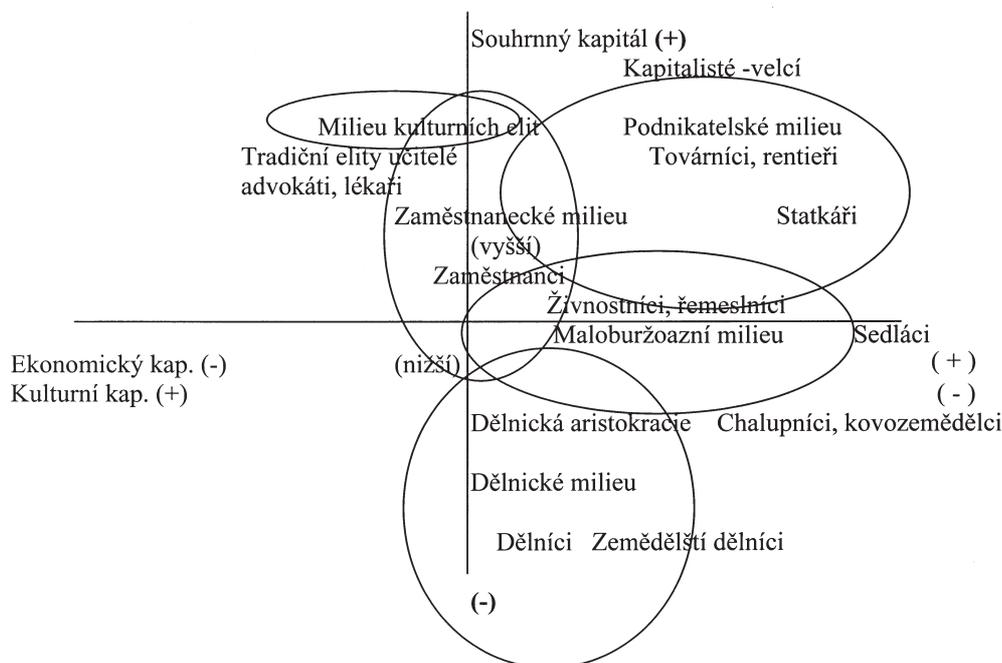 Souhrnný kapitál (+)
Kapitalisté -velcí
Milieu kulturních elit
Podnikatelské milieu
Tradiční elity učitelé
Továrníci, rentieři
advokáti, lékaři
Zaměstnanecké milieu
Statkáři
(vyšší)
Zaměstnanci
Živnostníci, řemeslníci
Maloburžoazní milieu
Sedláci
Ekonomický kap. (-)
(nižší)
( + )
Kulturní kap. (+)
( - )
Dělnická aristokracie
Chalupníci, kovozemědělci
Dělnické milieu
Dělníci
Zemědělští dělníci
(-)